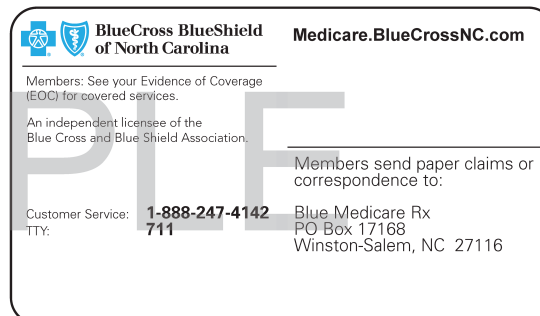 BlueCross BlueShield
of North Carolina
Medicare.BlueCrossNC.com
Members: See your Evidence of Coverage
(EOC) for covered services.
An independent licensee of the
Blue Cross and Blue Shield Association.
Customer Service: 1-888-247-4142
TTY: 711
Members send paper claims or
correspondence to:
Blue Medicare Rx
PO Box 17168
Winston-Salem, NC 27116
PLE